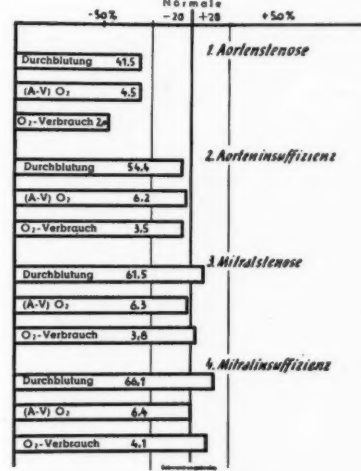 Normale
-50% -20 +20 +50%
1. Aortenstenose
Durchblutung 41.5
(A-V) O₂ 4.5
O₂-Verbrauch
2. Aorteninsuffizienz
Durchblutung 54.4
(A-V) O₂ 6.2
O₂-Verbrauch 3.5
3. Mitralstenose
Durchblutung 61.5
(A-V) O₂ 6.3
O₂-Verbrauch 3.8
4. Mitralinsuffizienz
Durchblutung 66.1
(A-V) O₂ 6.4
O₂-Verbrauch 4.1